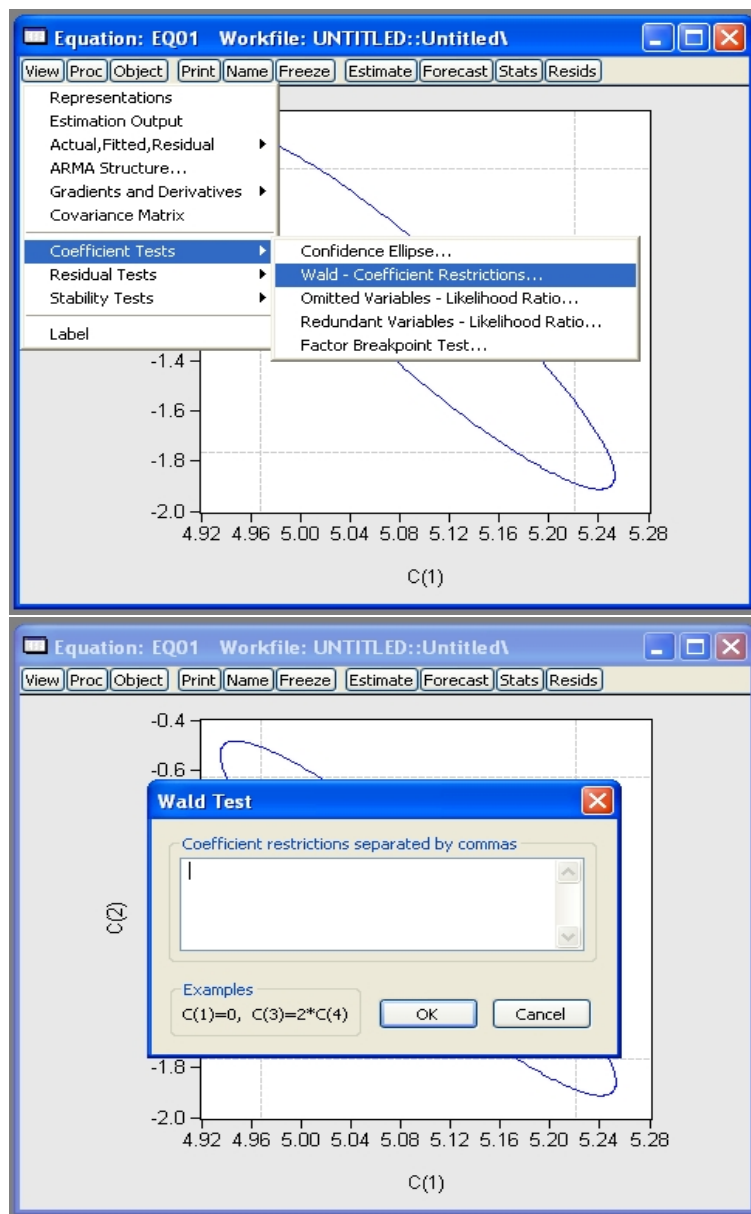 Equation: EQ01 Workfile: UNTITLED::Untitled\
View Proc Object Print Name Freeze Estimate Forecast Stats Resids
Representations
Estimation Output
Actual,Fitted,Residual
ARMA Structure...
Gradients and Derivatives
Covariance Matrix
Coefficient Tests
Residual Tests
Stability Tests
Label
Confidence Ellipse...
Wald - Coefficient Restrictions...
Omitted Variables - Likelihood Ratio...
Redundant Variables - Likelihood Ratio...
Factor Breakpoint Test...
-1.4
-1.6
-1.8
-2.0
4.92 4.96 5.00 5.04 5.08 5.12 5.16 5.20 5.24 5.28
C(1)
Equation: EQ01 Workfile: UNTITLED::Untitled\
View Proc Object Print Name Freeze Estimate Forecast Stats Resids
-0.4
-0.6
C(2)
Wald Test
Coefficient restrictions separated by commas
Examples
C(1)=0, C(3)=2*C(4)
OK Cancel
-1.8
-2.0
4.92 4.96 5.00 5.04 5.08 5.12 5.16 5.20 5.24 5.28
C(1)